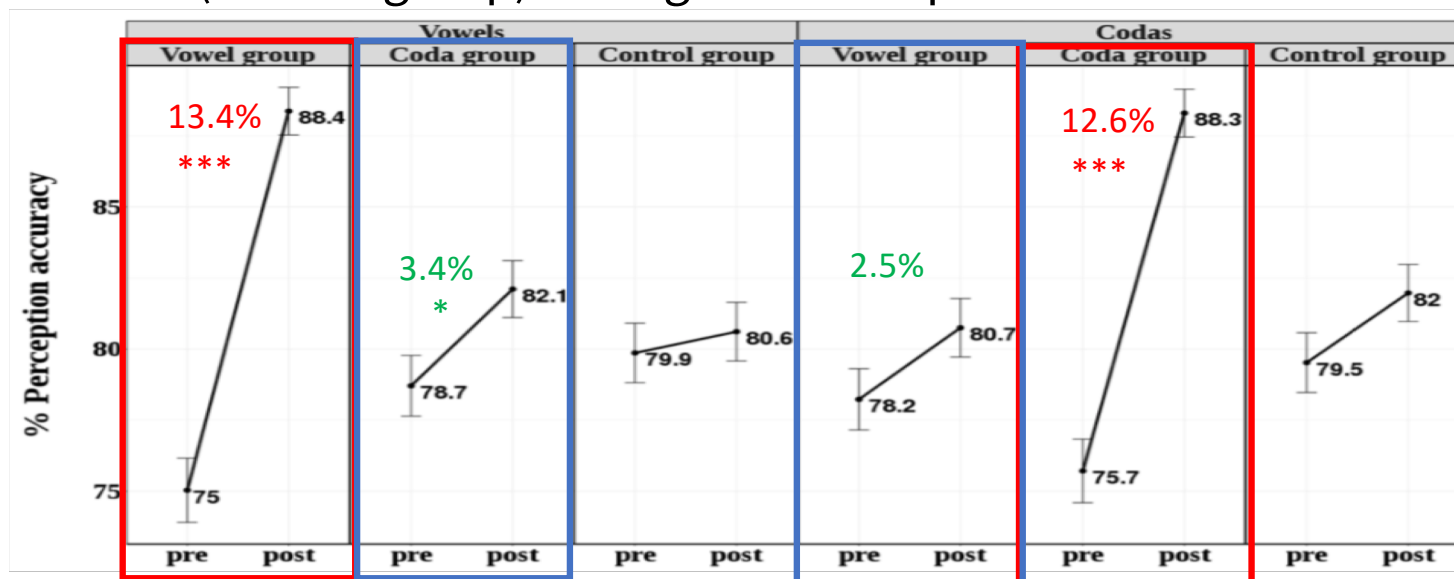 Vowels Codas
Vowel group Coda group Control group Vowel group Coda group Control group
13.4% 88.4 12.6% 88.3
*** ***
% Perception accuracy
85
3.4% 2.5%
* 82.1 82
80 80.6 80.7
79.9 79.5
78.7 78.2
75.7
75 75
pre post pre post pre post pre post pre post pre post